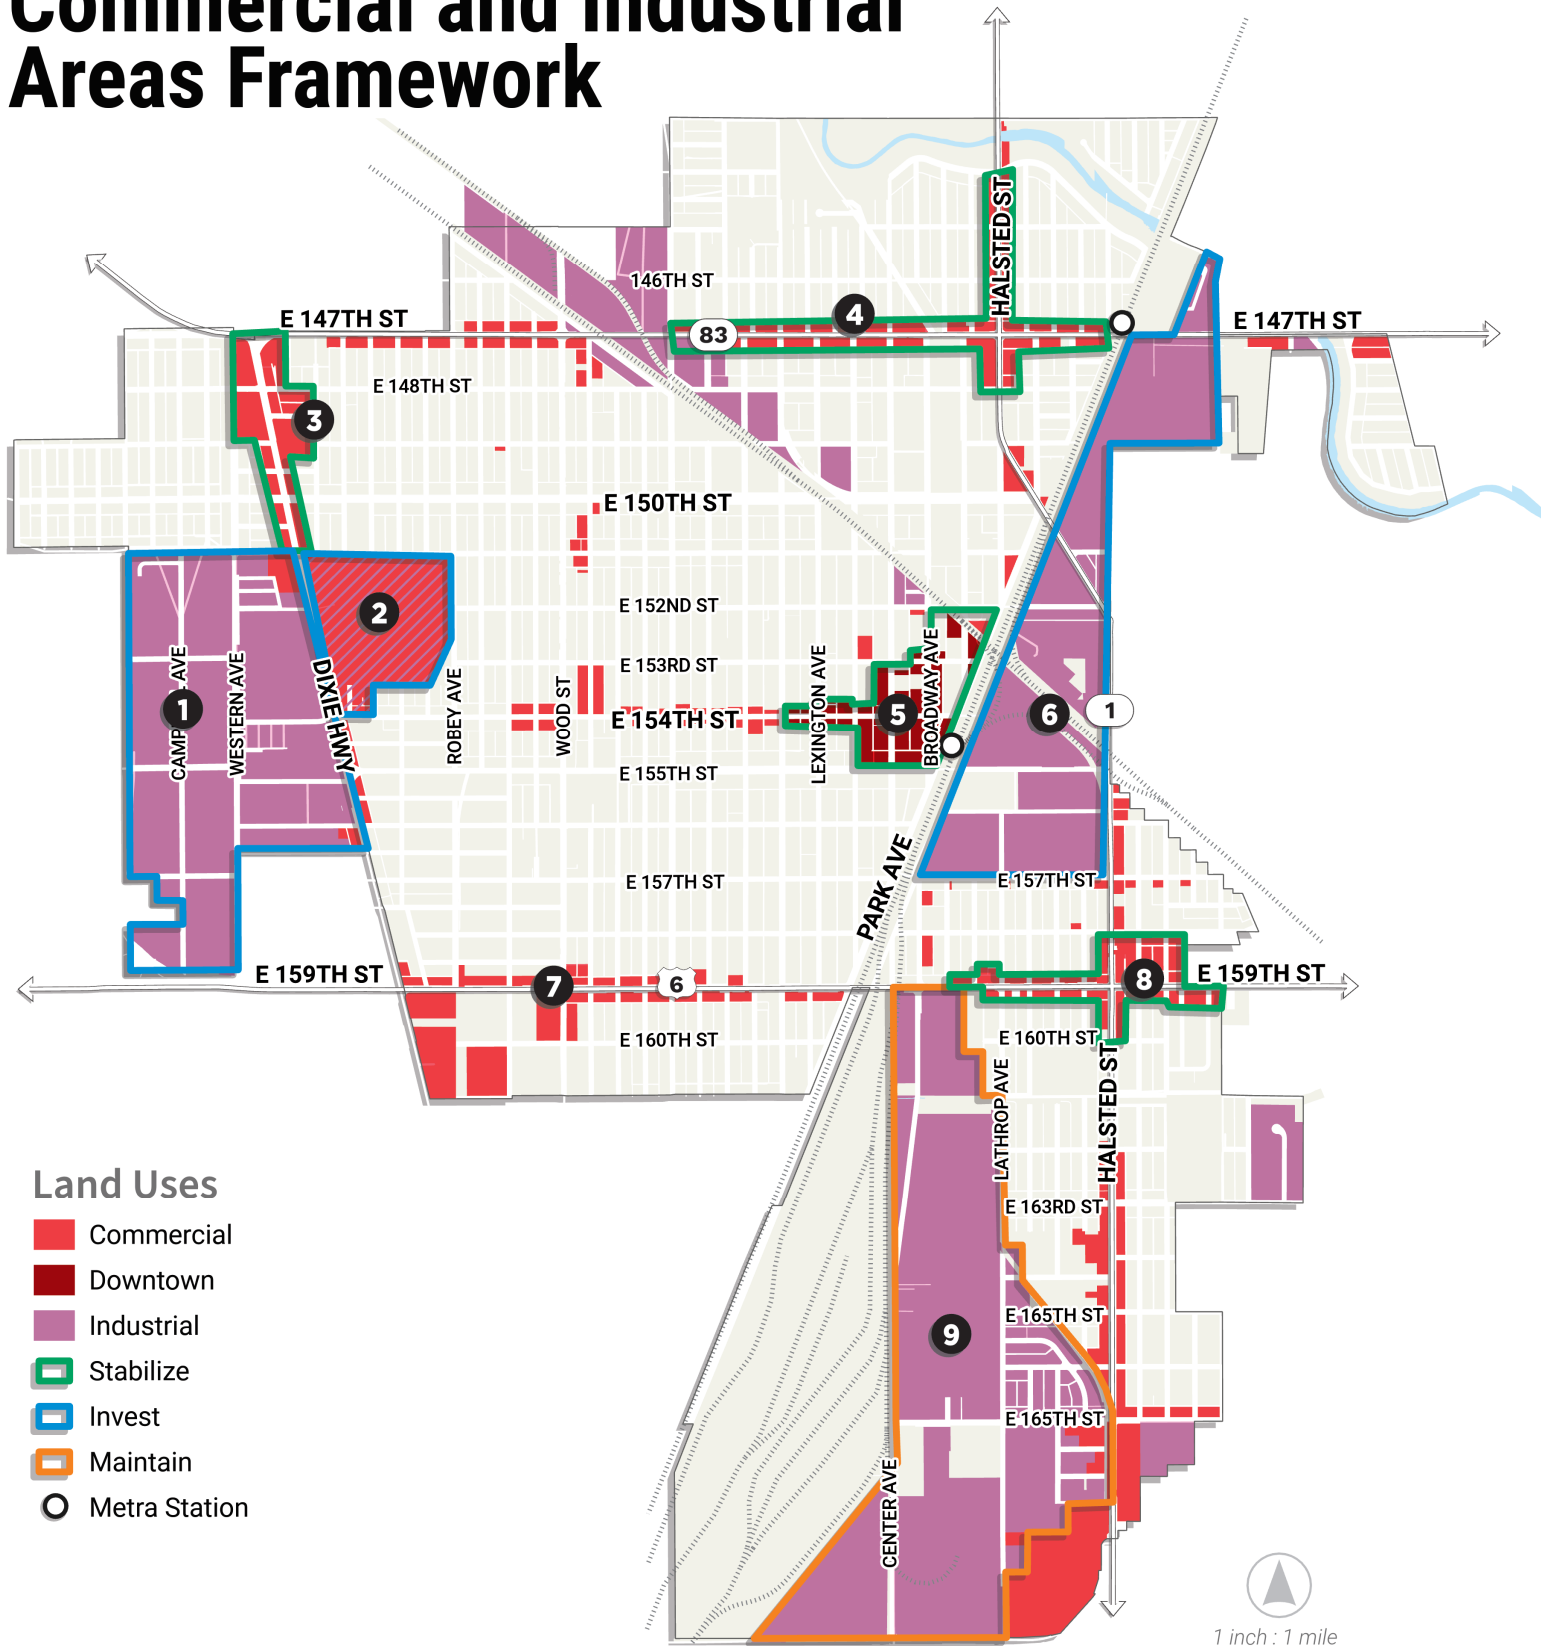 Commercial and Industrial
Areas Framework
HALSTED ST
146TH ST
4
E 147TH ST
83
E 147TH ST
E 148TH ST
3
E 150TH ST
2
E 152ND ST
E 153RD ST
1
CAMP AVE
WESTERN AVE
DIXIE HWY
ROBEY AVE
WOOD ST
E 154TH ST
LEXINGTON AVE
5
BROADWAY AVE
6
1
E 155TH ST
PARK AVE
E 157TH ST
E 157TH ST
E 159TH ST
7
6
8
E 159TH ST
E 160TH ST
E 160TH ST
LATHROP AVE
HALSTED ST
E 163RD ST
9
E 165TH ST
E 165TH ST
CENTER AVE
Land Uses
Commercial
Downtown
Industrial
Stabilize
Invest
Maintain
Metra Station
1 inch : 1 mile